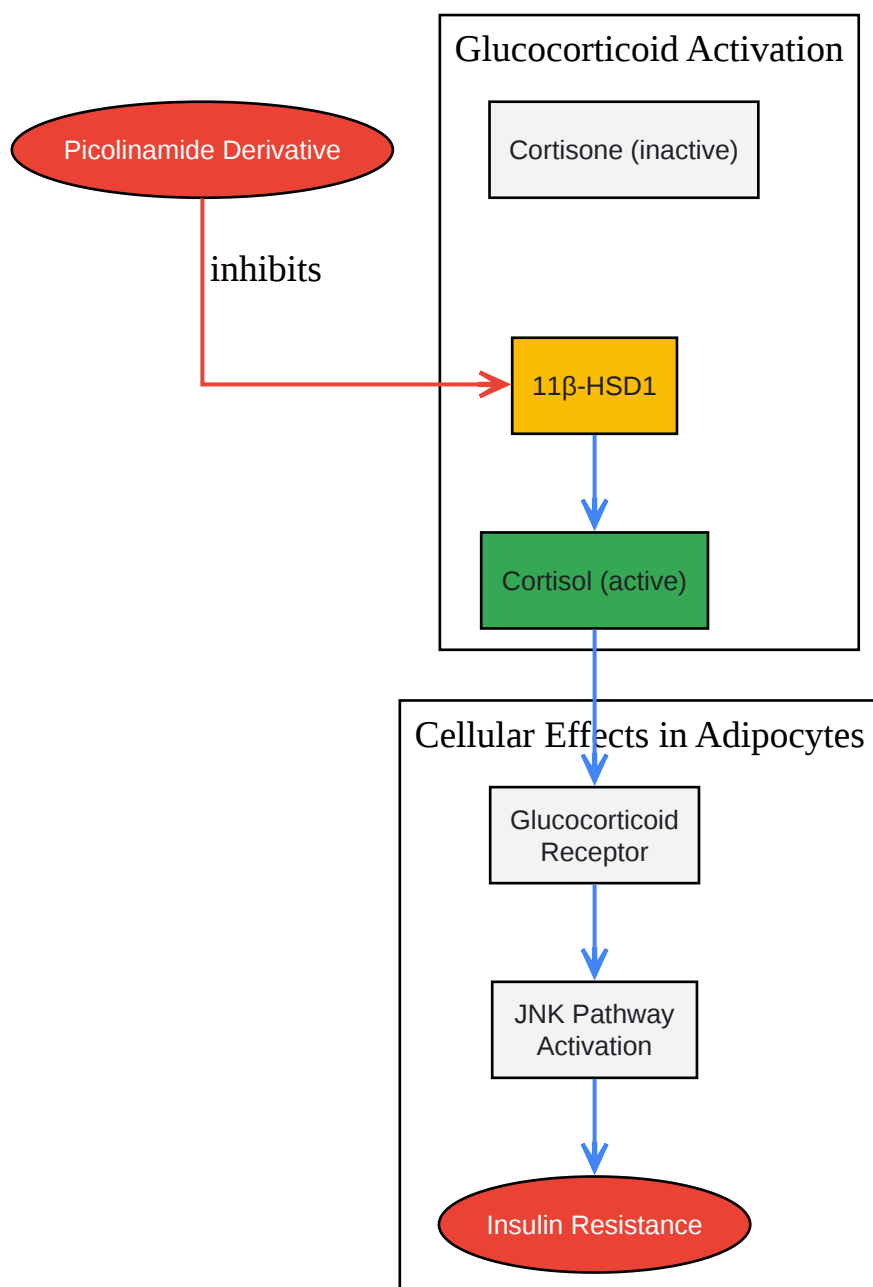 Glucocorticoid Activation
Picolinamide Derivative
Cortisone (inactive)
inhibits
11β-HSD1
Cortisol (active)
Cellular Effects in Adipocytes
Glucocorticoid
Receptor
JNK Pathway
Activation
Insulin Resistance